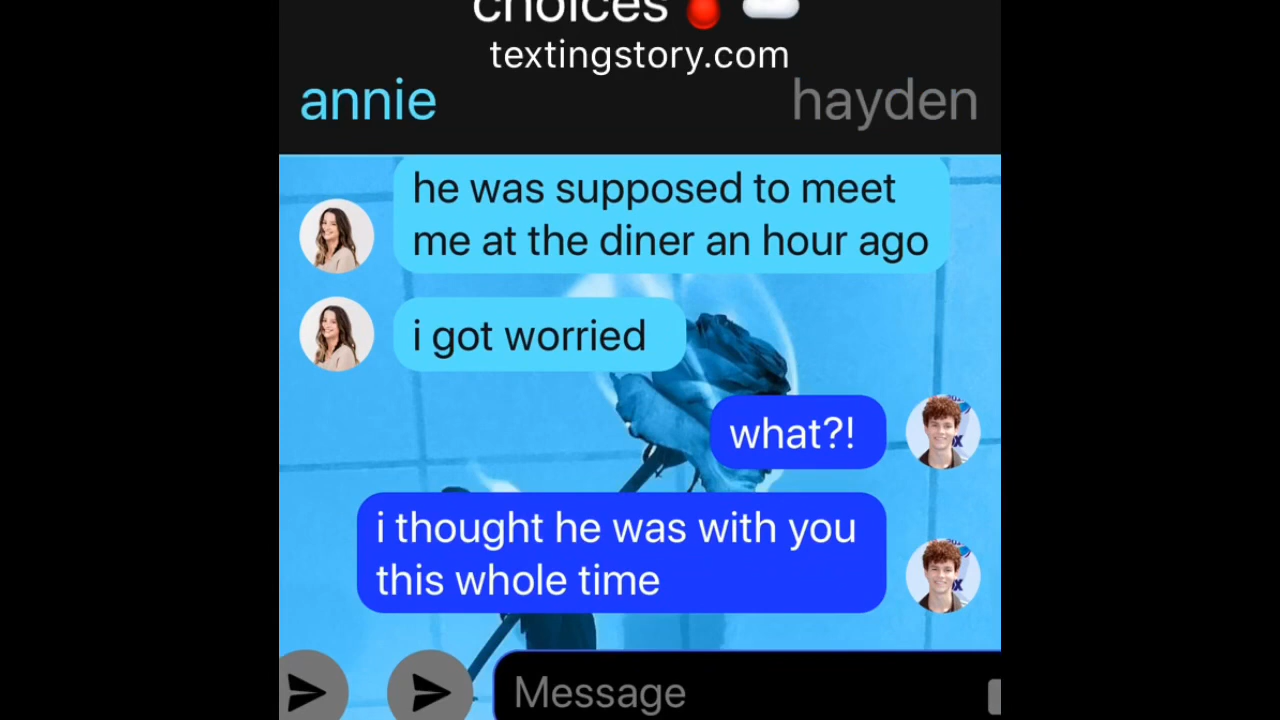 choices
textingstory.com
annie
hayden
he was supposed to meet
me at the diner an hour ago
i got worried
what?!
i thought he was with you
this whole time
Message